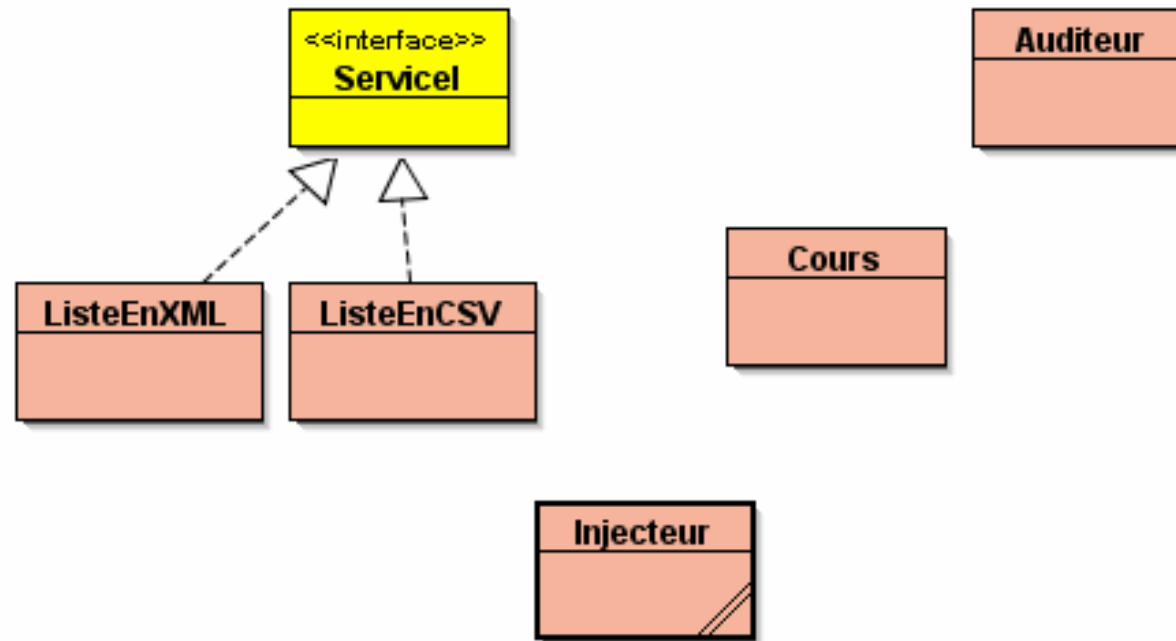 <<interface>>
ServiceI
Auditeur
Cours
ListeEnXML
ListeEnCSV
Injecteur